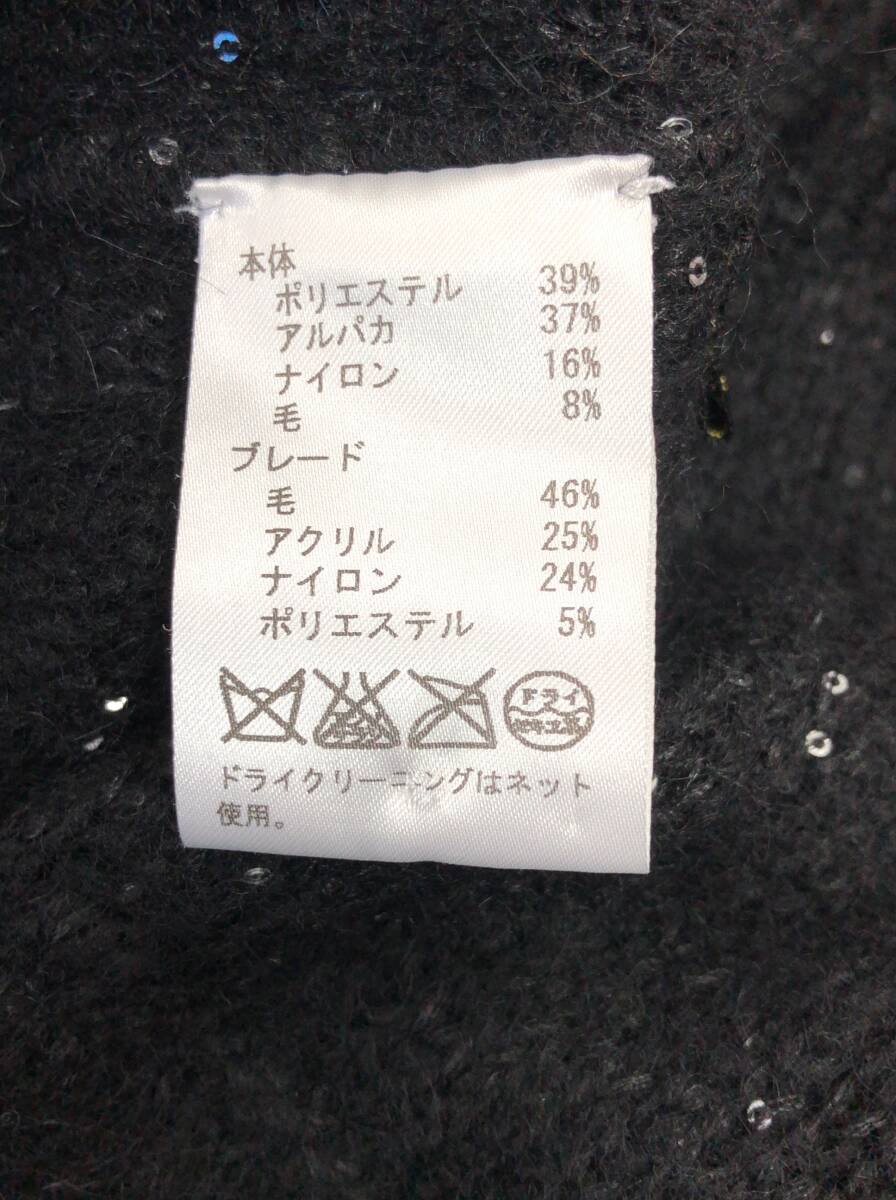 本体
ポリエステル 39%
アルパカ 37%
ナイロン 16%
毛 8%
ブレード
毛 46%
アクリル 25%
ナイロン 24%
ポリエステル 5%
ドライ
ドライクリーニングはネット
使用。